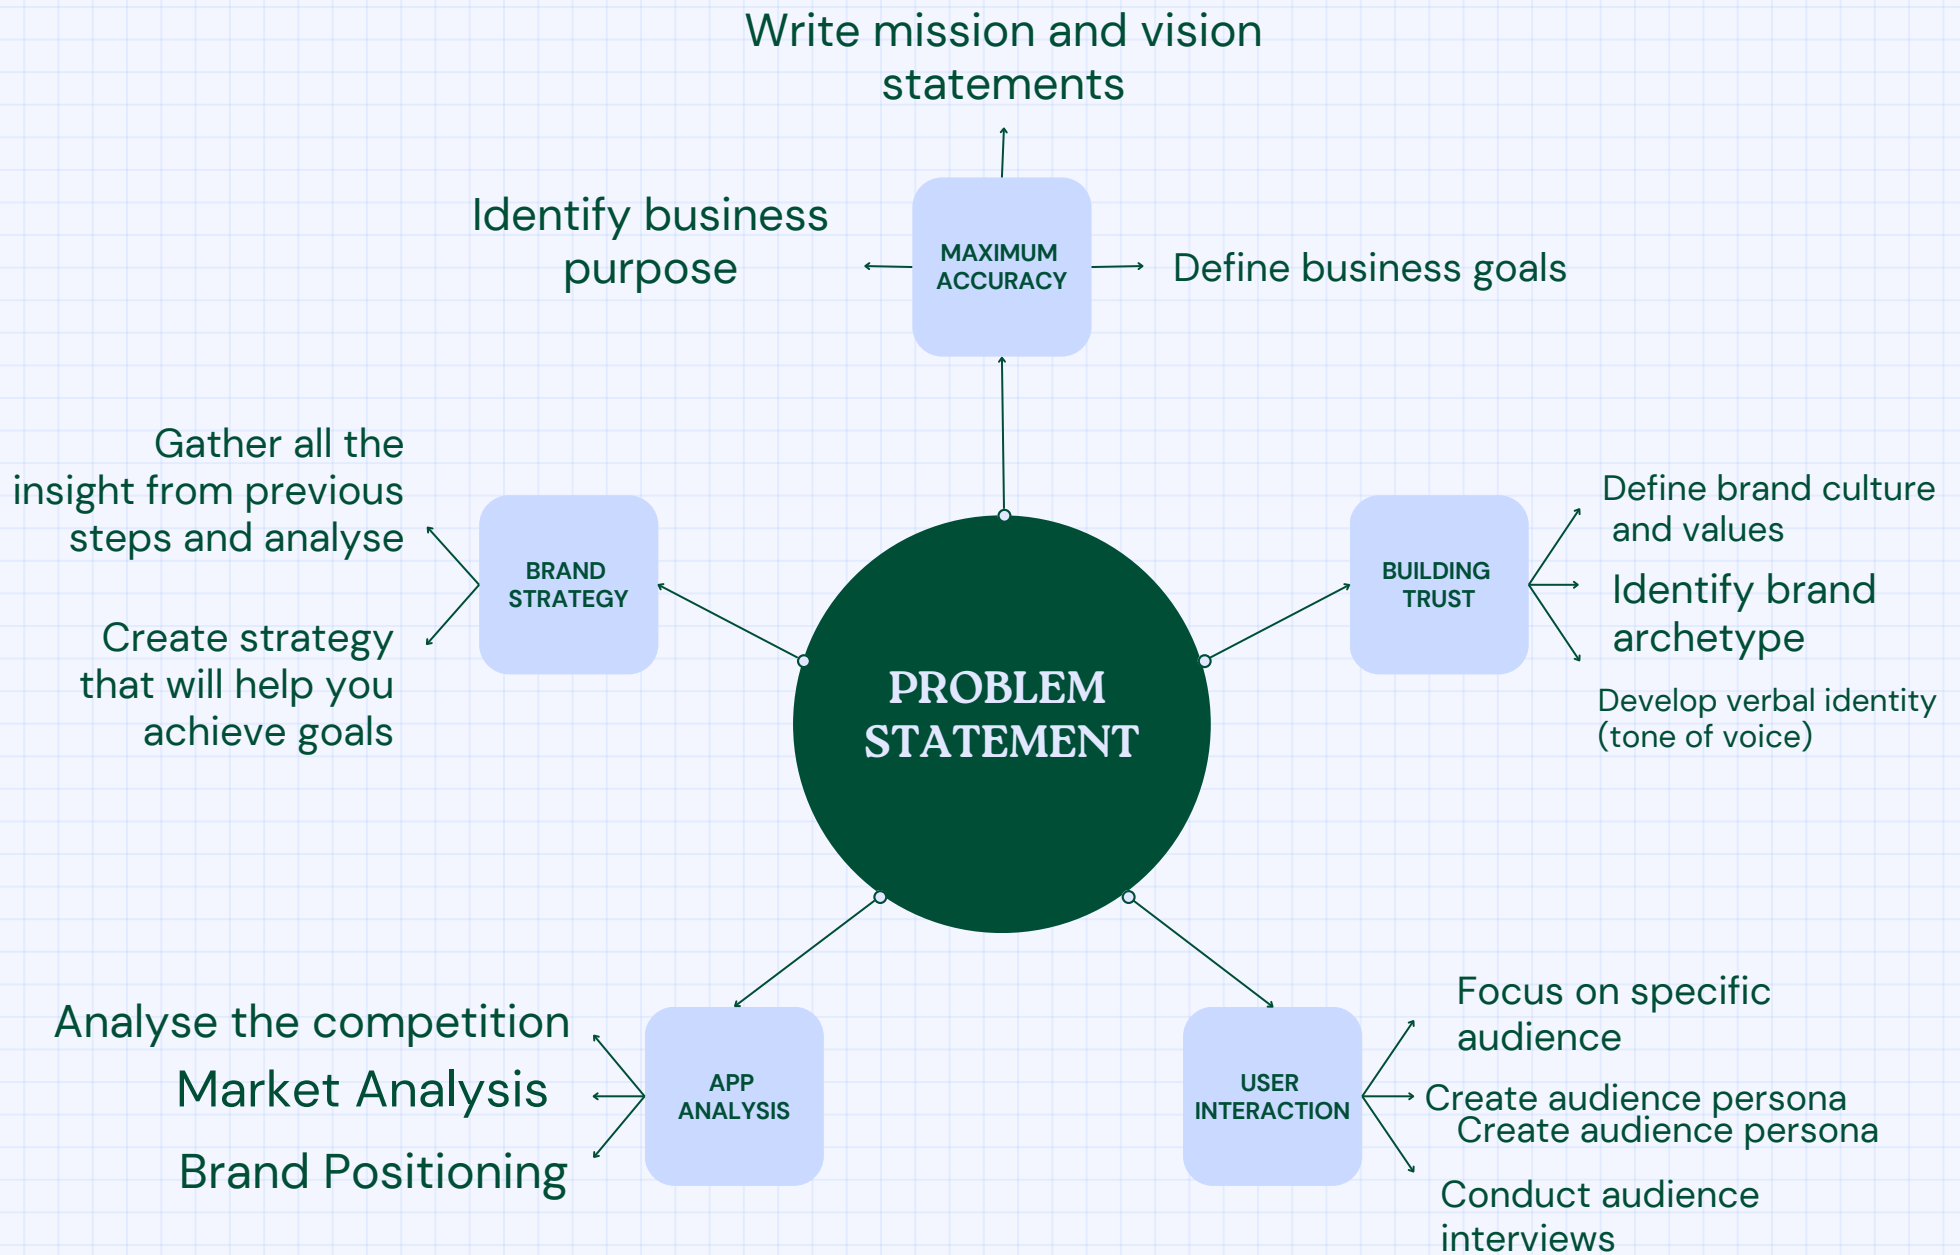 Write mission and vision
statements
Identify business
purpose
MAXIMUM
ACCURACY
Define business goals
Gather all the
insight from previous
steps and analyse
Create strategy
that will help you
achieve goals
BRAND
STRATEGY
PROBLEM
STATEMENT
BUILDING
TRUST
Define brand culture
and values
Identify brand
archetype
Develop verbal identity
(tone of voice)
Analyse the competition
Market Analysis
Brand Positioning
APP
ANALYSIS
USER
INTERACTION
Focus on specific
audience
Create audience persona
Create audience persona
Conduct audience
interviews